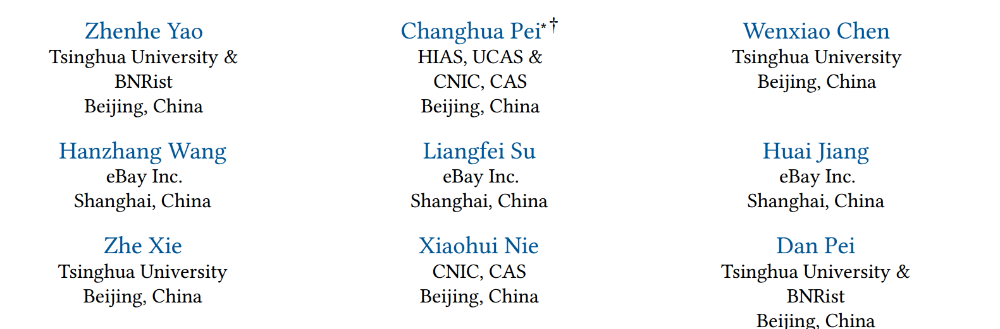 Zhenhe Yao
Tsinghua University &
BNRist
Beijing, China
Changhua Pei*†
HIAS, UCAS &
CNIC, CAS
Beijing, China
Wenxiao Chen
Tsinghua University
Beijing, China
Hanzhang Wang
eBay Inc.
Shanghai, China
Liangfei Su
eBay Inc.
Shanghai, China
Huai Jiang
eBay Inc.
Shanghai, China
Zhe Xie
Tsinghua University
Beijing, China
Xiaohui Nie
CNIC, CAS
Beijing, China
Dan Pei
Tsinghua University &
BNRist
Beijing, China